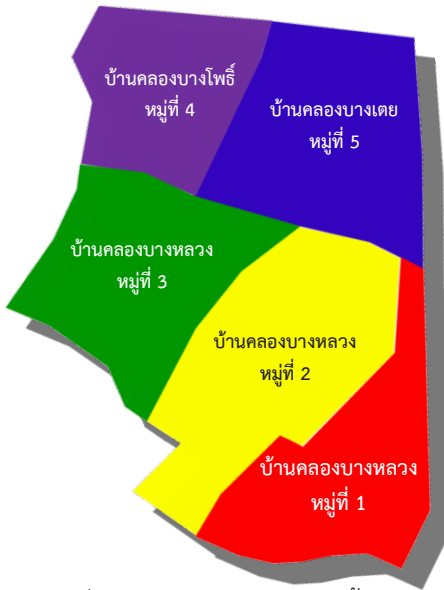 บ้านคลองบางโพธิ์
หมู่ที่ 4
บ้านคลองบางเตย
หมู่ที่ 5
บ้านคลองบางหลวง
หมู่ที่ 3
บ้านคลองบางหลวง
หมู่ที่ 2
บ้านคลองบางหลวง
หมู่ที่ 1